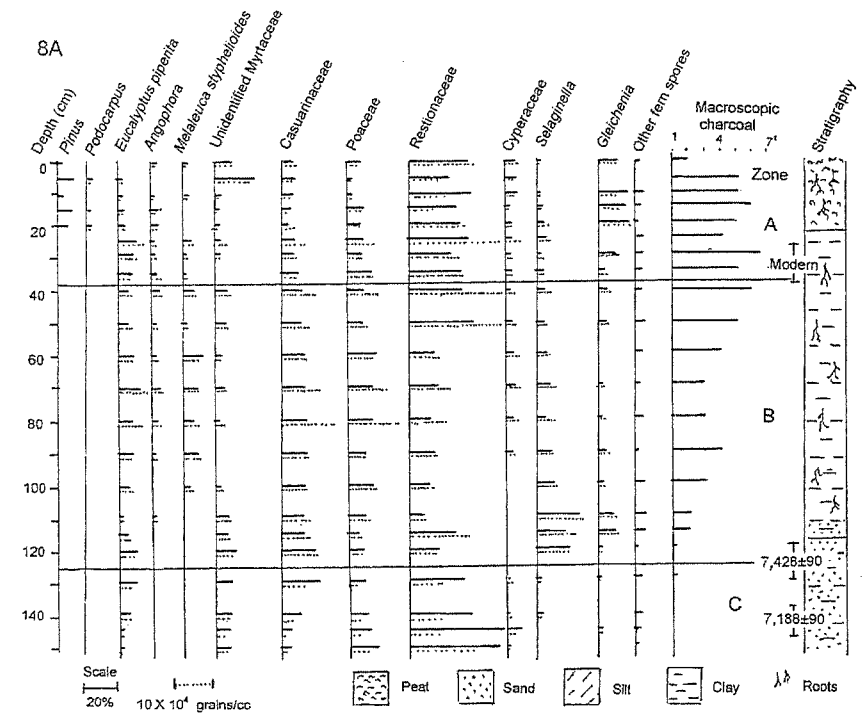 8A
Depth (cm)
Pinus
Podocarpus
Eucalyptus piperita
Angophora
Melaleuca styphelioides
Unidentified Myrtaceae
Casuarinaceae
Poaceae
Restionaceae
Cyperaceae
Selaginella
Gleichenia
Other fern spores
Macroscopic
charcoal
1 4 7
Stratigraphy
0
20
40
60
80
100
120
140
Zone
A
Modern
B
7,428±90
C
7,188±90
Scale
20%
10 X 10⁴ grains/cc
Peat
Sand
Silt
Clay
Roots